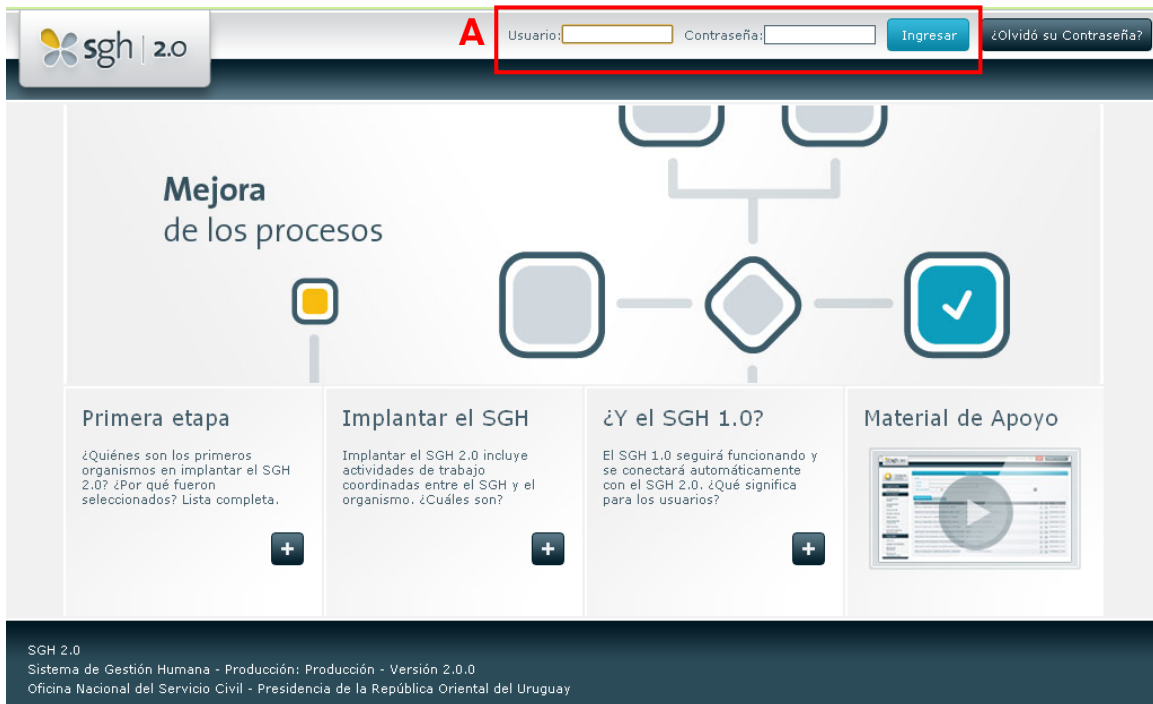 sgh | 2.0
A
Usuario:
Contraseña:
Ingresar
¿Olvidó su Contraseña?
Mejora
de los procesos
Primera etapa
¿Quiénes son los primeros
organismos en implantar el SGH
2.0? ¿Por qué fueron
seleccionados? Lista completa.
+
Implantar el SGH
Implantar el SGH 2.0 incluye
actividades de trabajo
coordinadas entre el SGH y el
organismo. ¿Cuáles son?
+
¿Y el SGH 1.0?
El SGH 1.0 seguirá funcionando y
se conectará automáticamente
con el SGH 2.0. ¿Qué significa
para los usuarios?
+
Material de Apoyo
SGH 2.0
Sistema de Gestión Humana - Producción: Producción - Versión 2.0.0
Oficina Nacional del Servicio Civil - Presidencia de la República Oriental del Uruguay